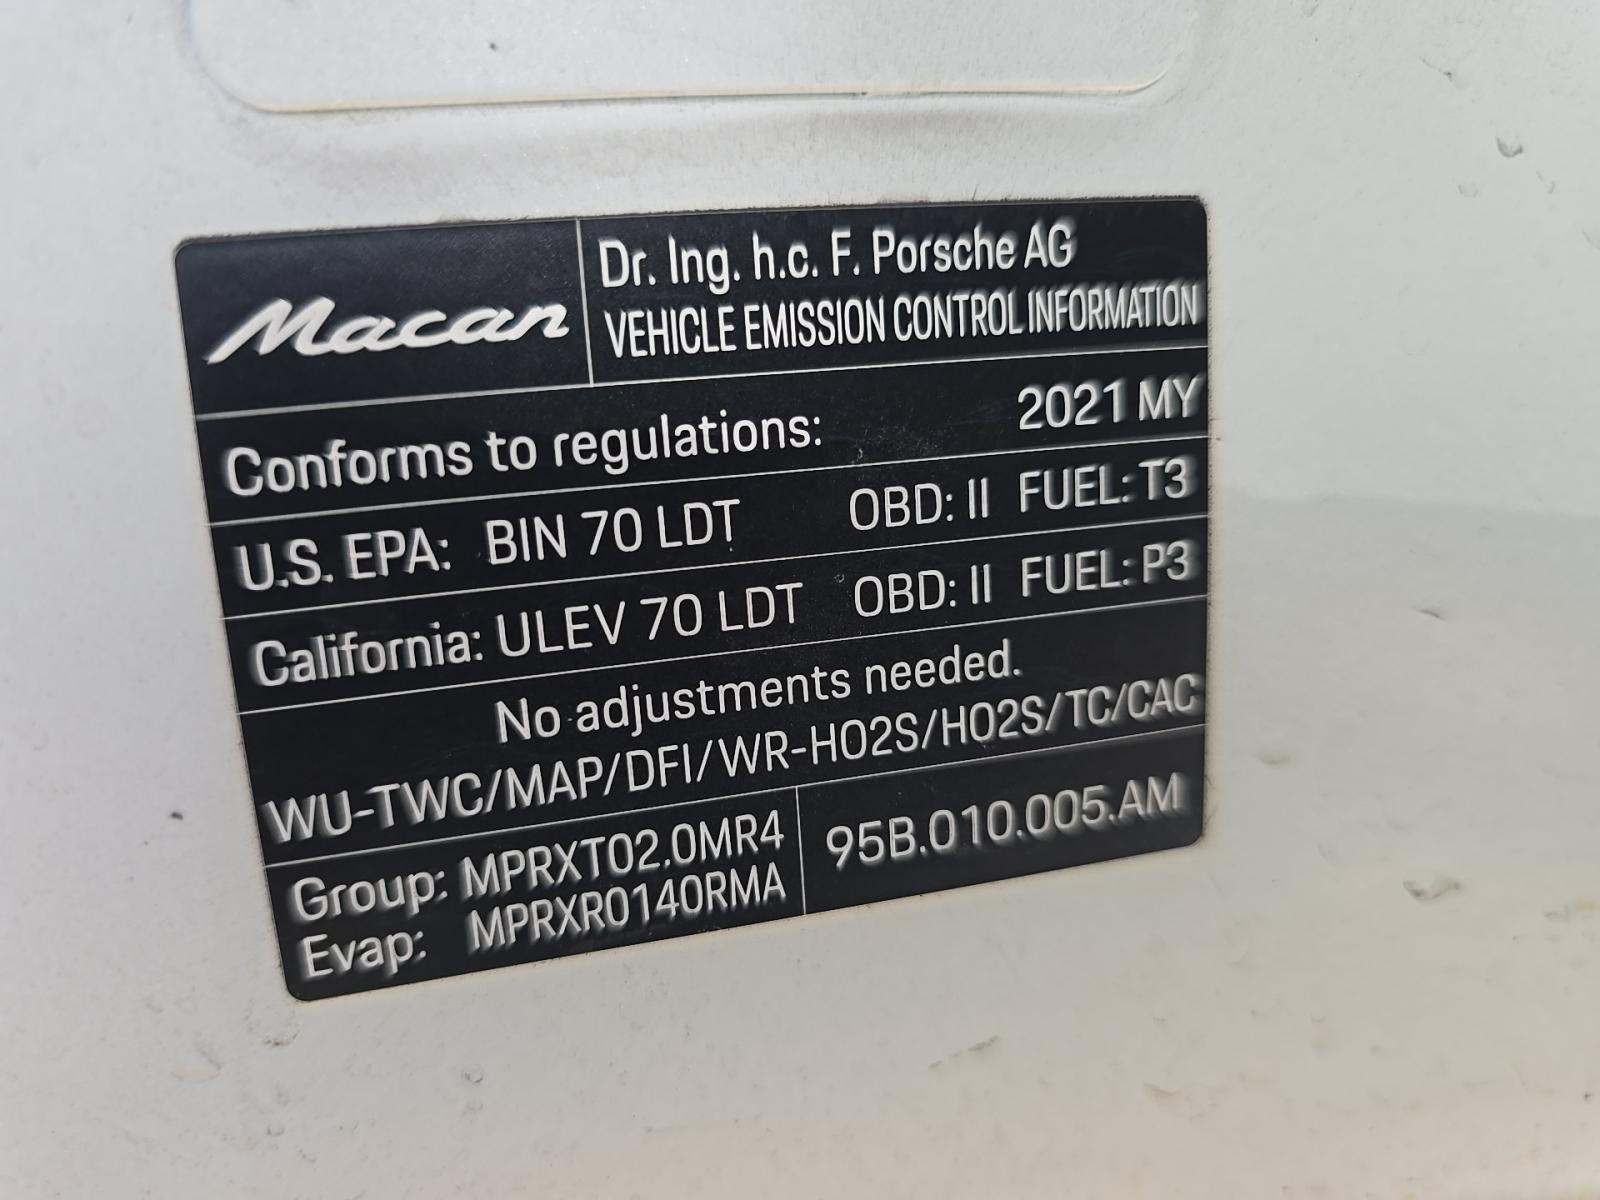 Macan
Dr. Ing. h.c. F. Porsche AG
VEHICLE EMISSION CONTROL INFORMATION
Conforms to regulations: 2021 MY
U.S. EPA: BIN 70 LDT OBD: II FUEL: T3
California: ULEV 70 LDT OBD: II FUEL: P3
No adjustments needed.
WU-TWC/MAP/DFI/WR-HO2S/HO2S/TC/CAC
Group: MPRXT02.0MR4
Evap: MPRXR0140RMA
95B.010.005.AM